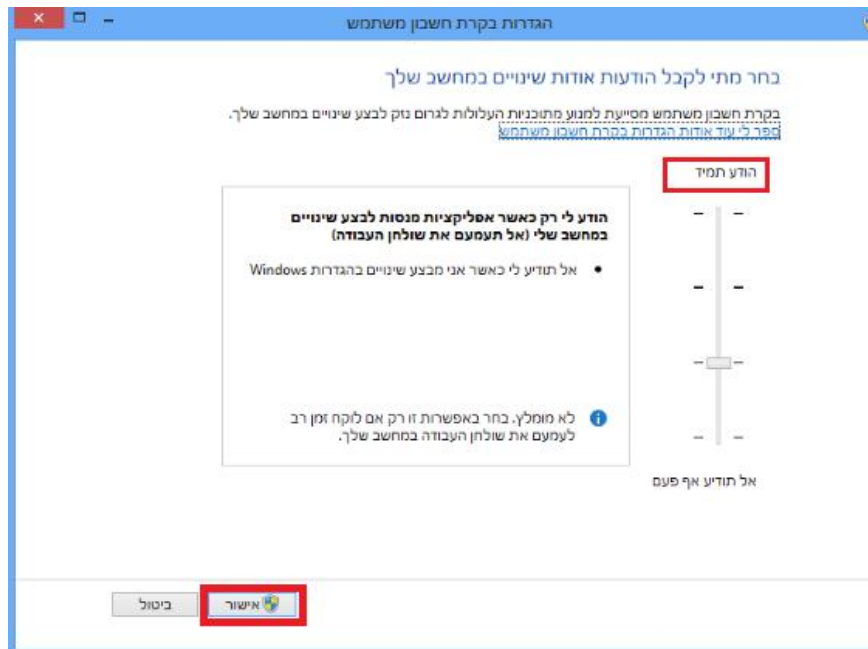 הגדרות בקרת חשבון משתמש
בחר מתי לקבל הודעות אודות שינויים במחשב שלך
בקרת חשבון משתמש מסייעת למנוע מתוכניות העלולות לגרום נזק לבצע שינויים במחשב שלך.
ספר לי עוד אודות הגדרות בקרת חשבון משתמש
הודע תמיד
הודע לי רק כאשר אפליקציות מנסות לבצע שינויים
במחשב שלי (אל תעמעם את שולחן העבודה)
• אל תודיע לי כאשר אני מבצע שינויים בהגדרות Windows
לא מומלץ. בחר באפשרות זו רק אם לוקח זמן רב
לעמעם את שולחן העבודה במחשב שלך.
אל תודיע אף פעם
אישור
ביטול